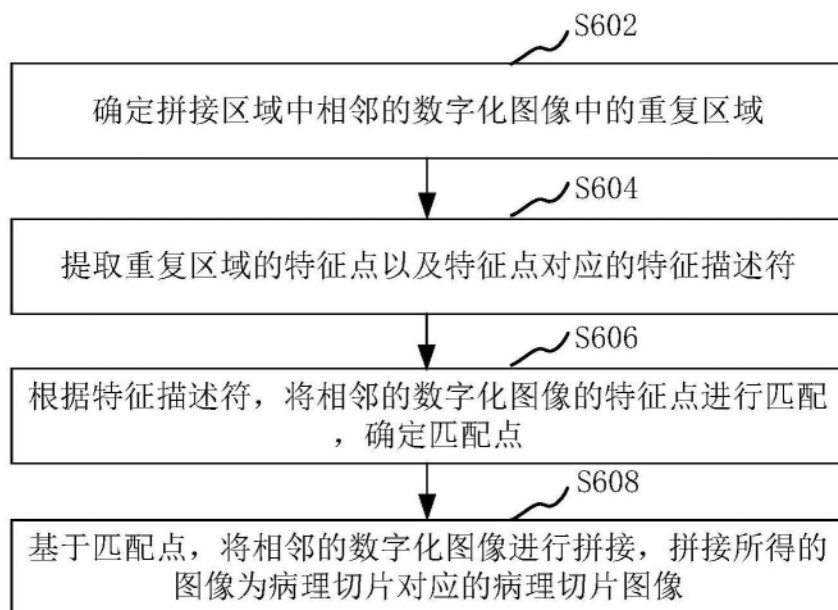 S602
确定拼接区域中相邻的数字化图像中的重复区域
S604
提取重复区域的特征点以及特征点对应的特征描述符
S606
根据特征描述符，将相邻的数字化图像的特征点进行匹配
，确定匹配点
S608
基于匹配点，将相邻的数字化图像进行拼接，拼接所得的
图像为病理切片对应的病理切片图像